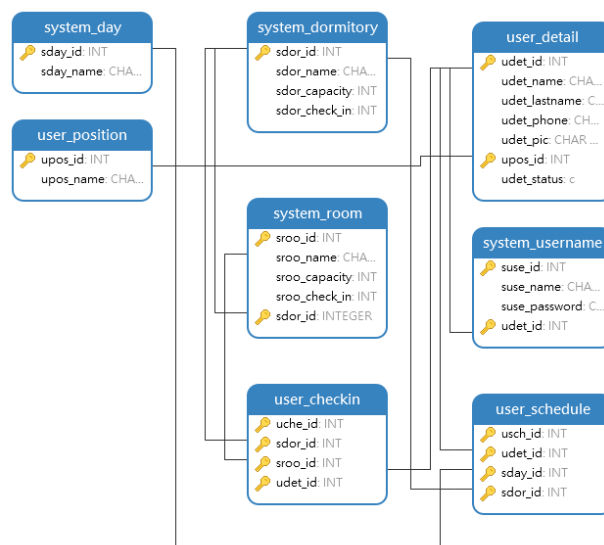 system_day
sday_id: INT
sday_name: CHA...
user_position
upos_id: INT
upos_name: CHA...
system_dormitory
sdor_id: INT
sdor_name: CHA...
sdor_capacity: INT
sdor_check_in: INT
system_room
sroo_id: INT
sroo_name: CHA...
sroo_capacity: INT
sroo_check_in: INT
sdor_id: INTEGER
user_checkin
uche_id: INT
sdor_id: INT
sroo_id: INT
udet_id: INT
user_detail
udet_id: INT
udet_name: CHA...
udet_lastname: C...
udet_phone: CH...
udet_pic: CHAR ...
upos_id: INT
udet_status: c
system_username
suse_id: INT
suse_name: CHA...
suse_password: C...
udet_id: INT
user_schedule
usch_id: INT
udet_id: INT
sday_id: INT
sdor_id: INT